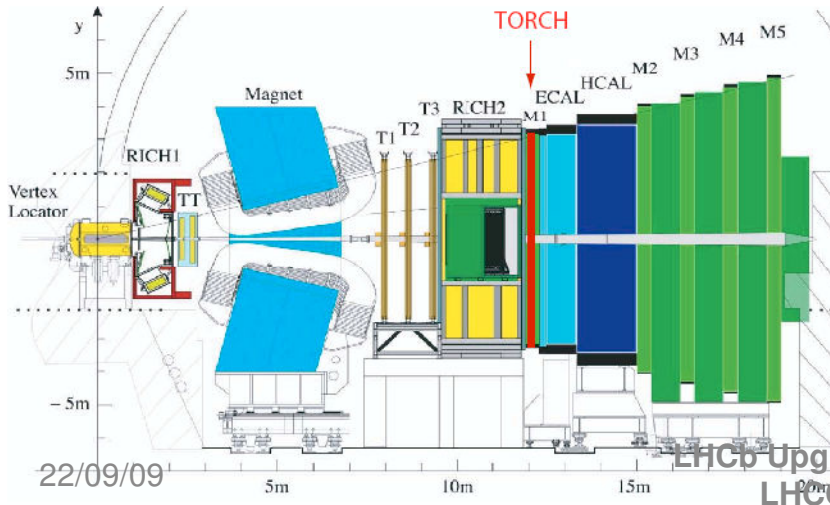 y
TORCH
5m
Magnet
M5
M4
M3
M2
HCAL
ECAL
M1
RICH2
T3
T2
T1
RICH1
TT
Vertex
Locator
– 5m
22/09/09
5m
10m
15m
20m
LHCb Upg